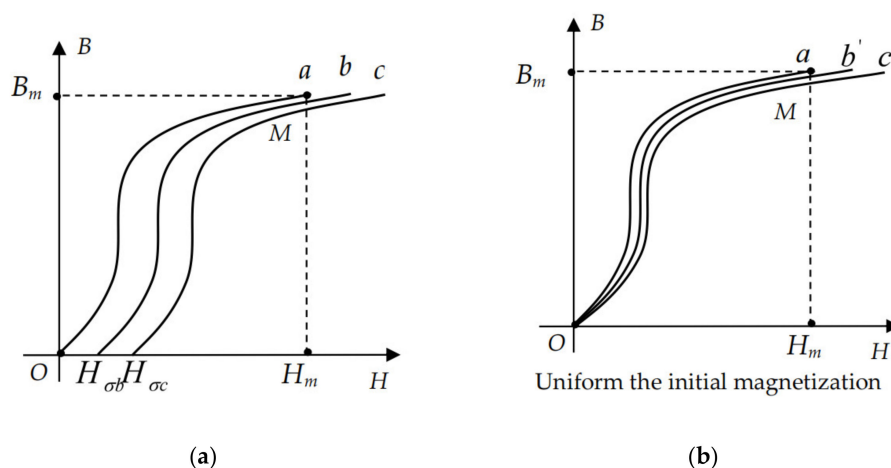 B
a
b
c
B_m
M
O
H_σb
H_σc
H_m
H
(a)
B
a
b'
c
B_m
M
O
H_m
H
Uniform the initial magnetization
(b)